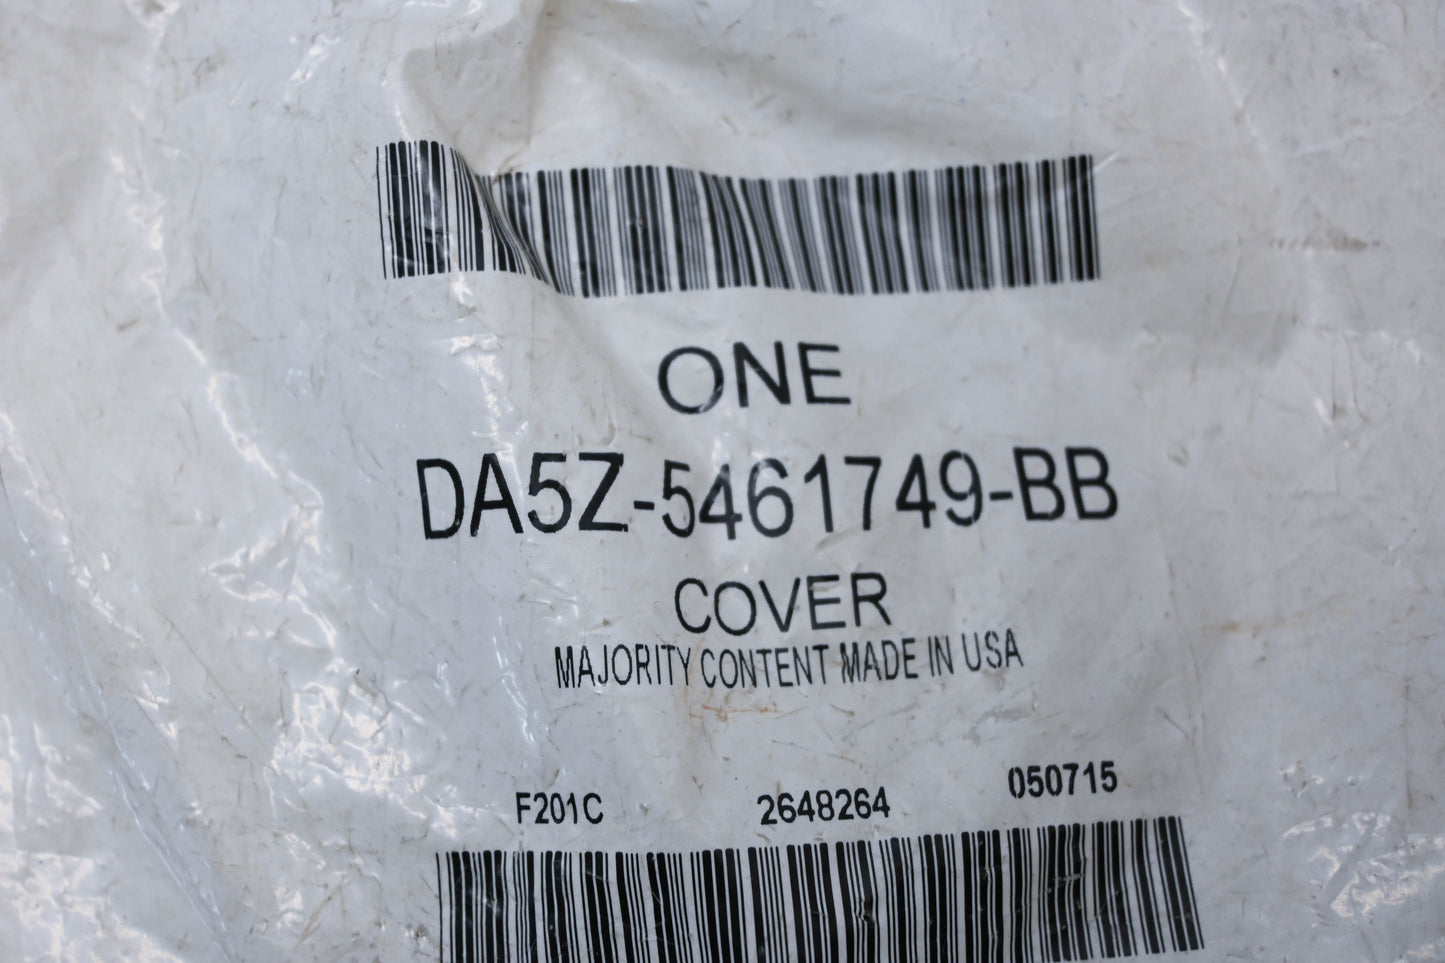 ONE
DA5Z-5461749-BB
COVER
MAJORITY CONTENT MADE IN USA
F201C 2648264 050715